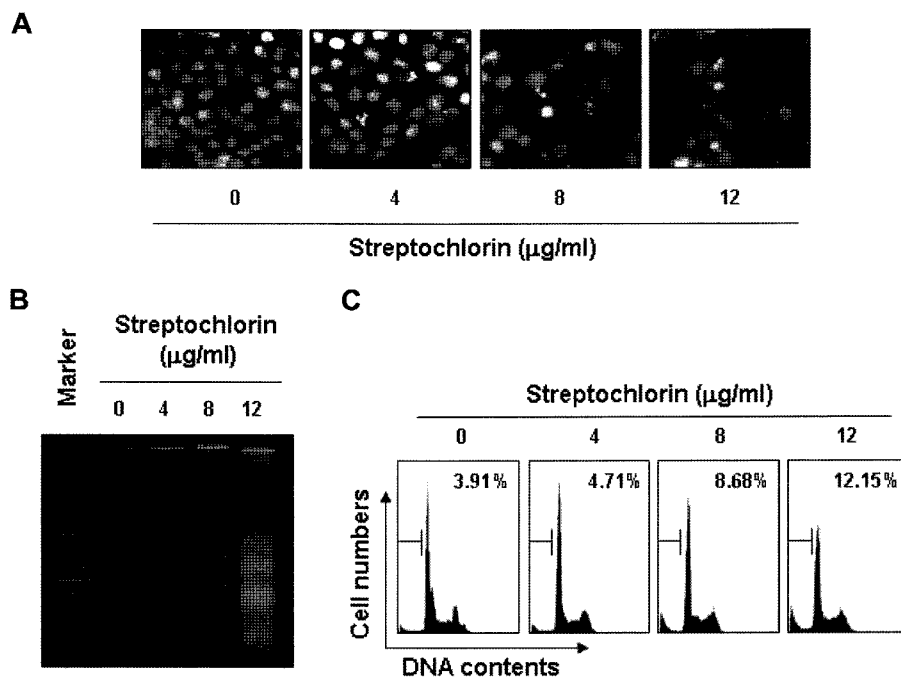 A
0 4 8 12
Streptochlorin (μg/ml)
B
Marker
Streptochlorin
(μg/ml)
0 4 8 12
C
Streptochlorin (μg/ml)
0 4 8 12
3.91% 4.71% 8.68% 12.15%
Cell numbers
DNA contents